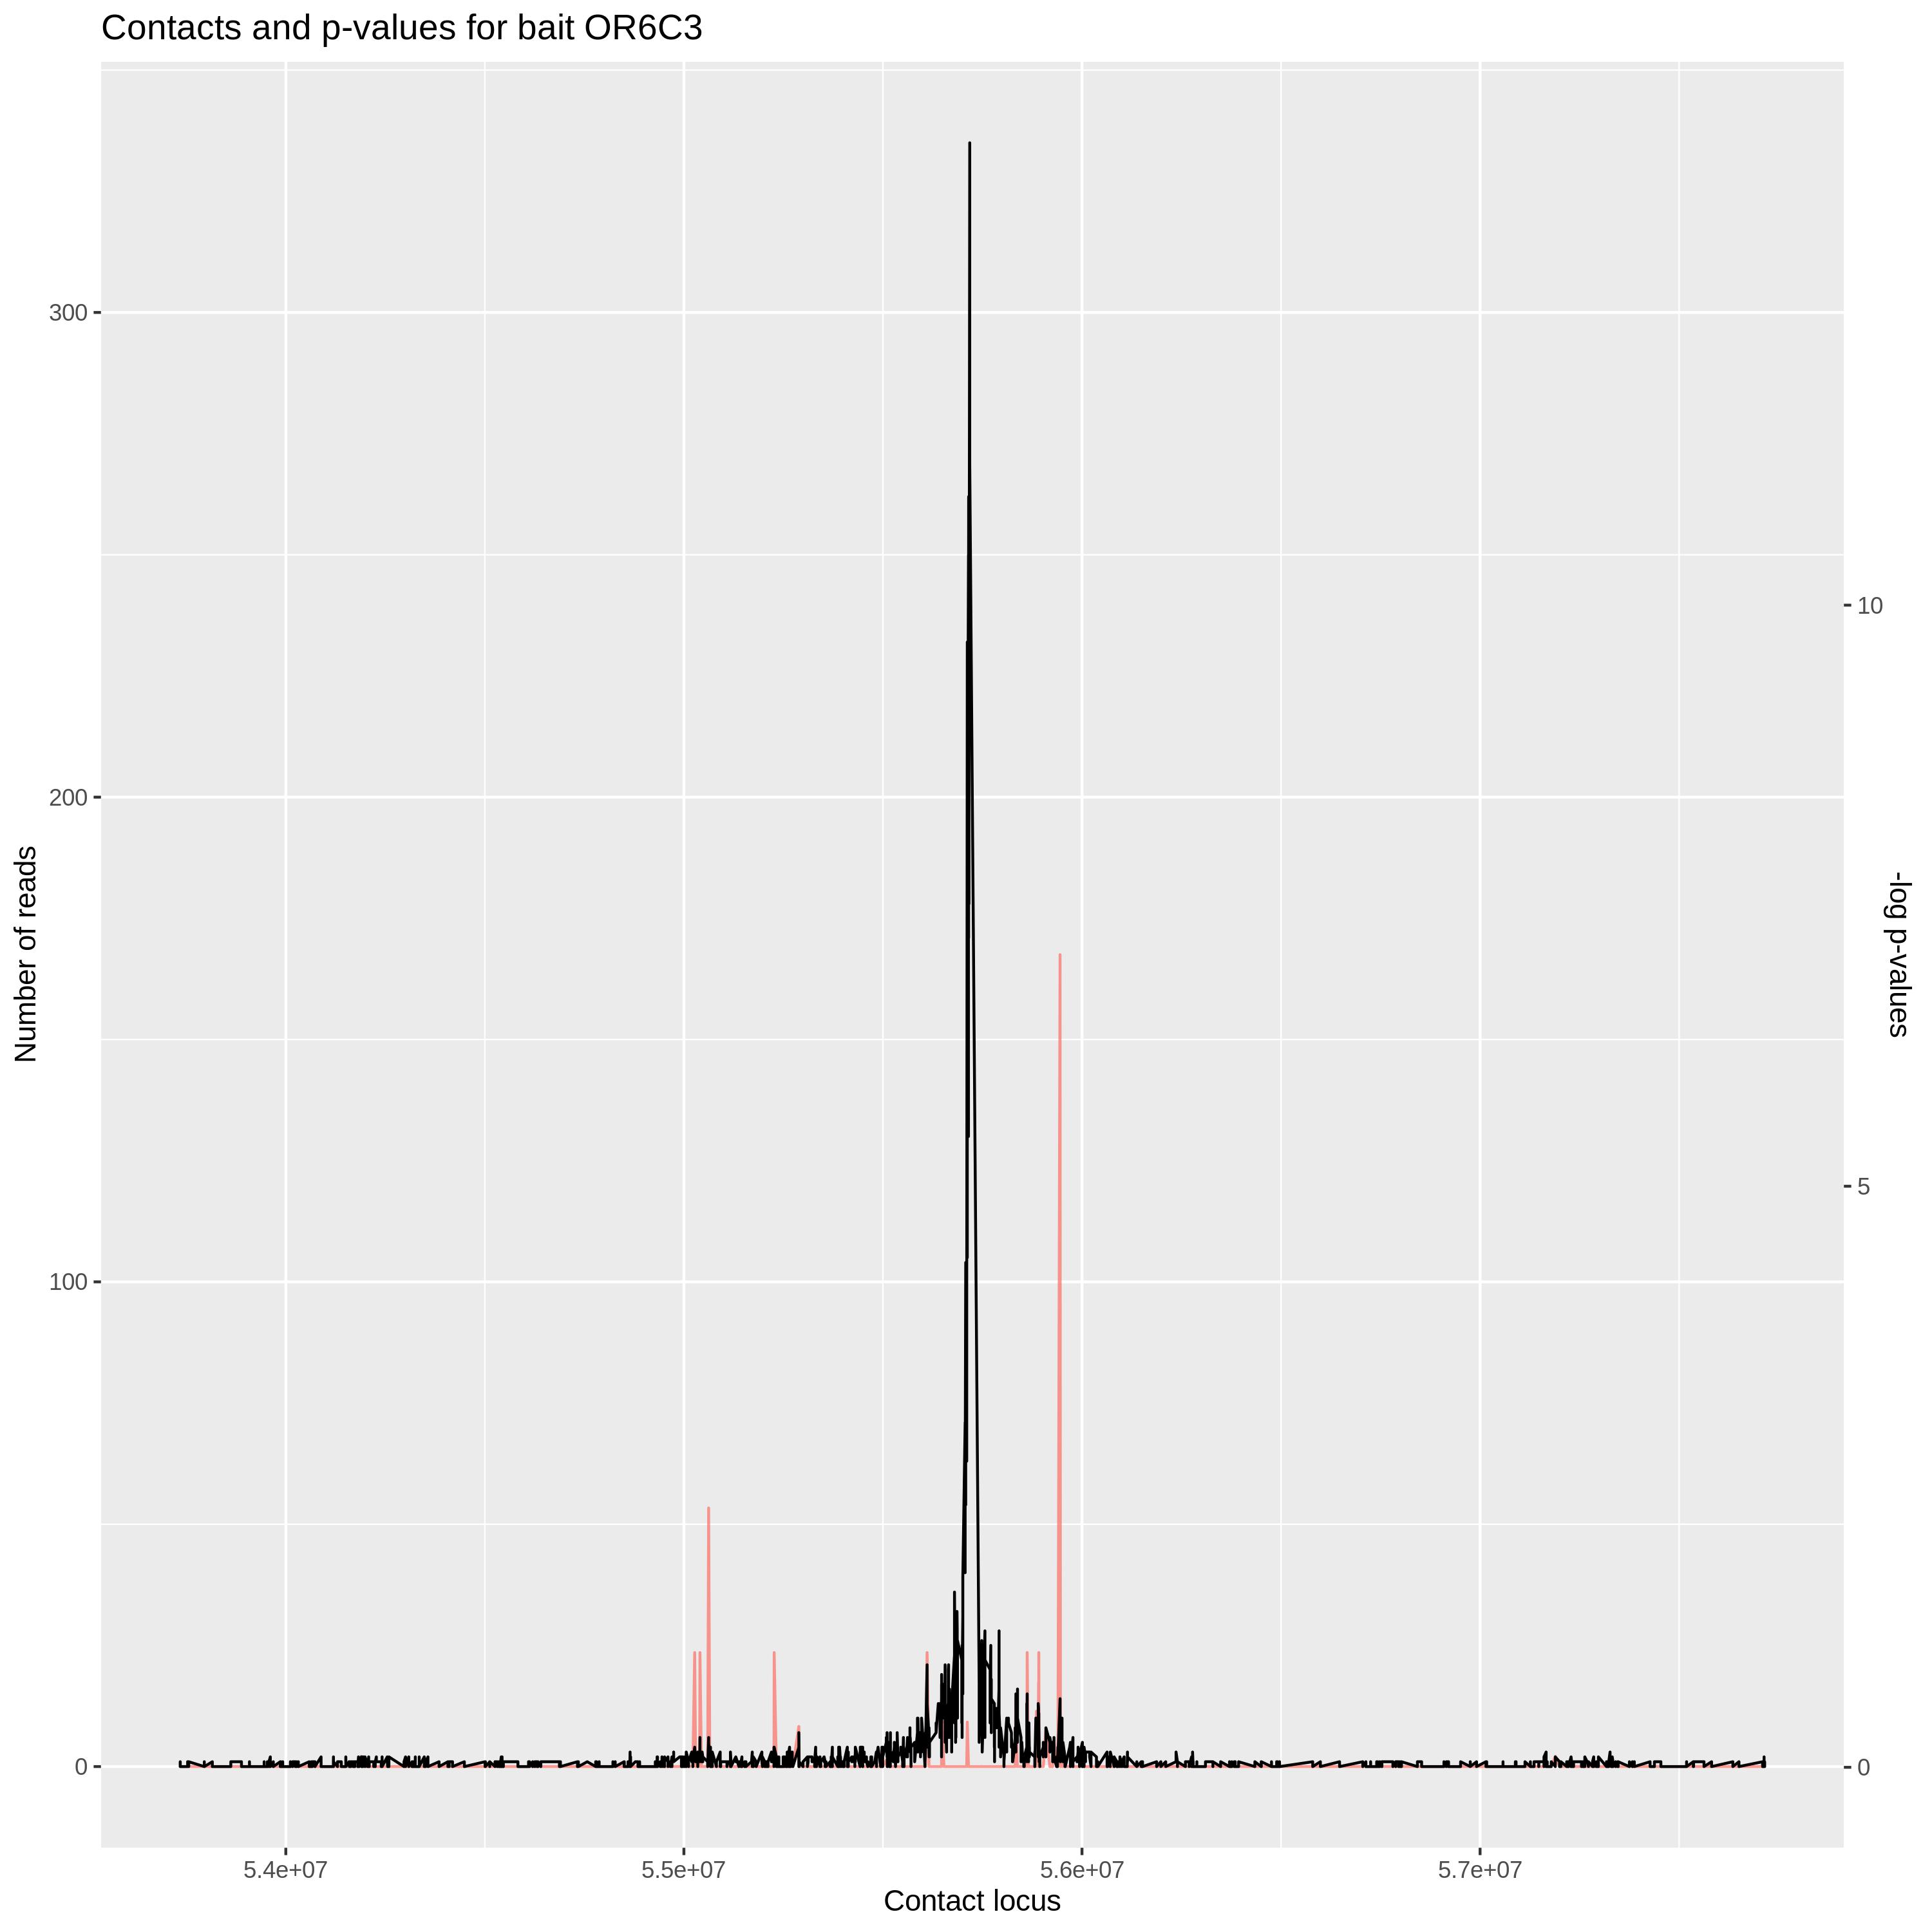 Contacts and p-values for bait OR6C3
300
200
100
0
Number of reads
10
5
0
-log p-values
5.4e+07
5.5e+07
5.6e+07
5.7e+07
Contact locus